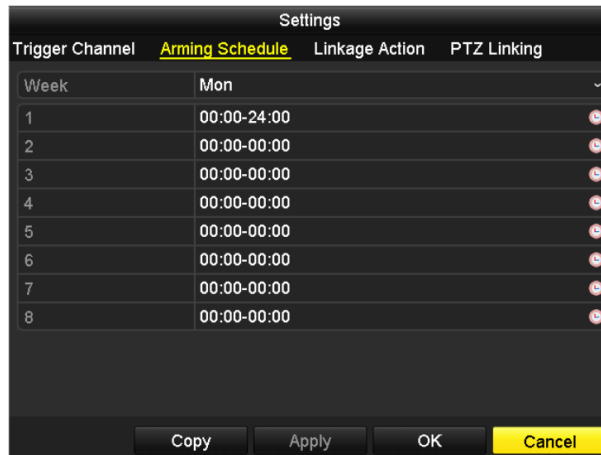 Settings
Trigger Channel Arming Schedule Linkage Action PTZ Linking
Week Mon
1 00:00-24:00
2 00:00-00:00
3 00:00-00:00
4 00:00-00:00
5 00:00-00:00
6 00:00-00:00
7 00:00-00:00
8 00:00-00:00
Copy Apply OK Cancel